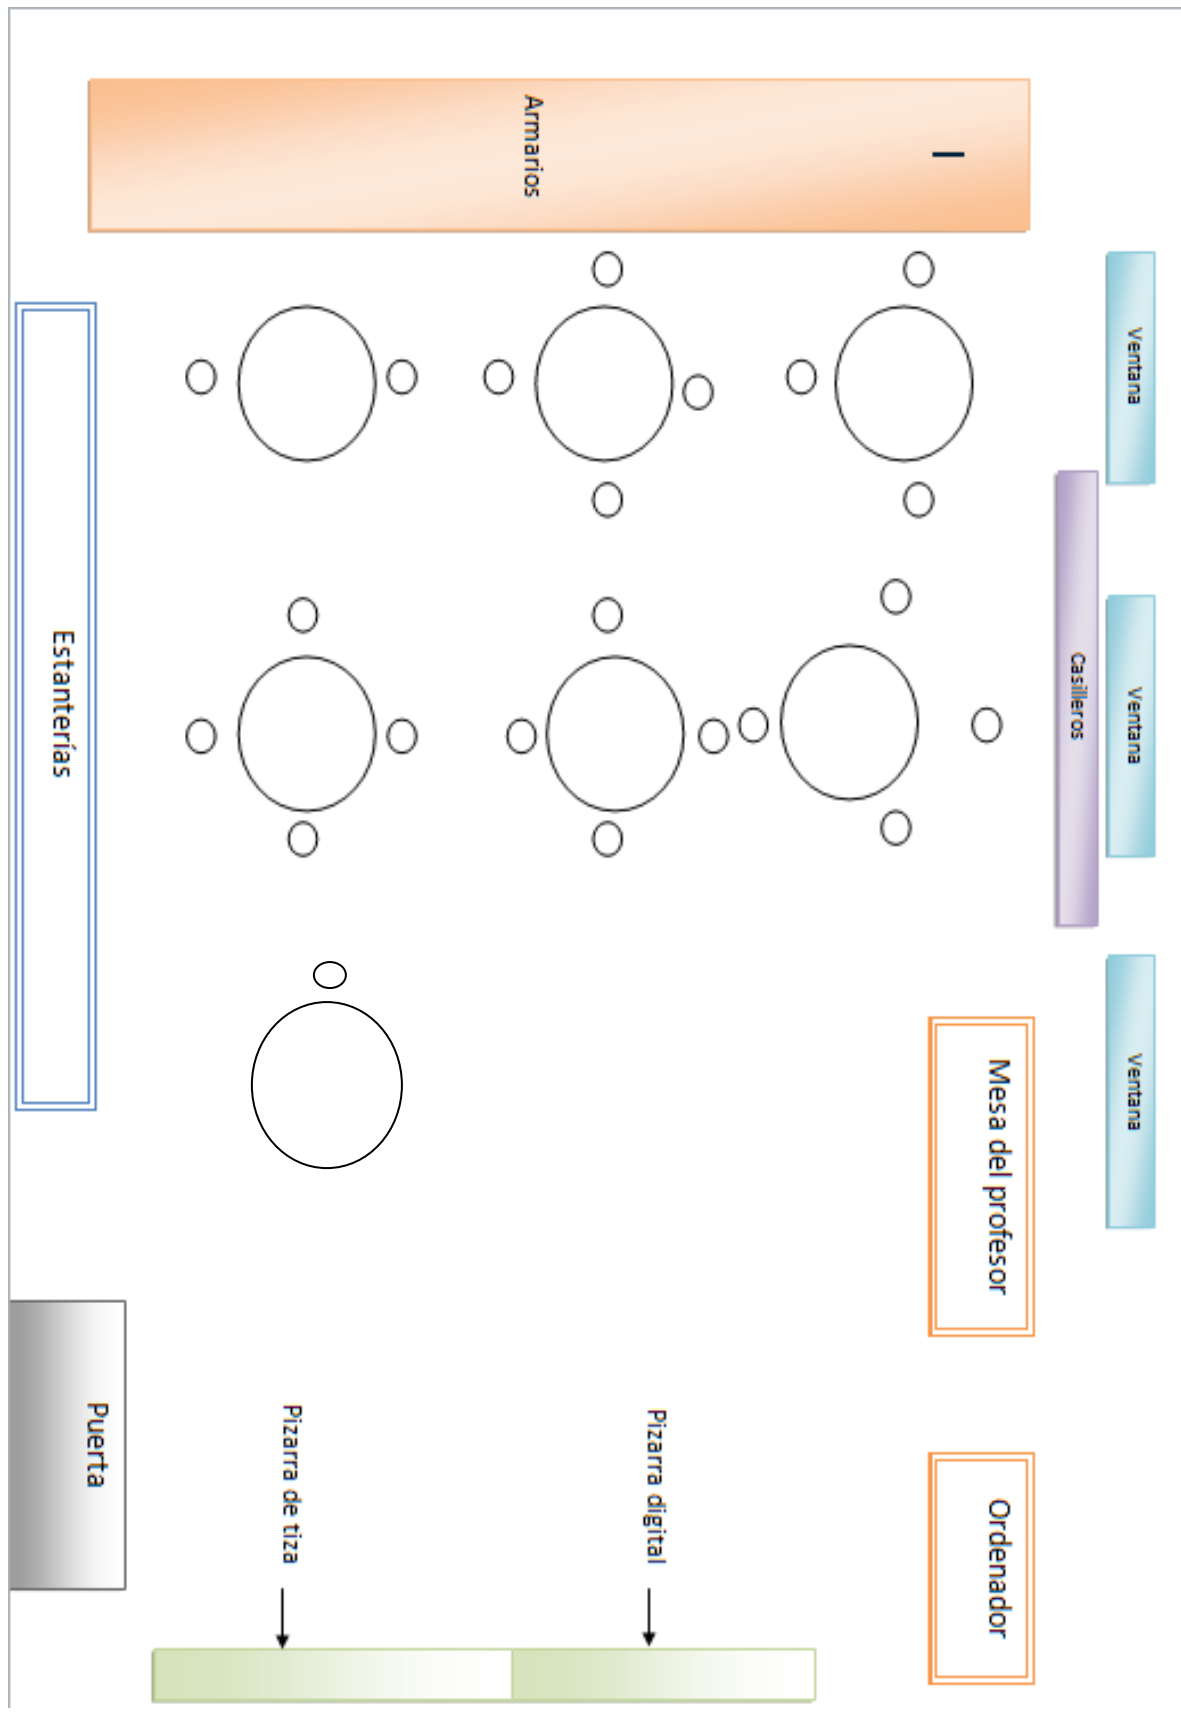 Armarios
Ventana
Ventana
Ventana
Casilleros
Estanterías
Mesa del profesor
Puerta
Pizarra de tiza
Pizarra digital
Ordenador